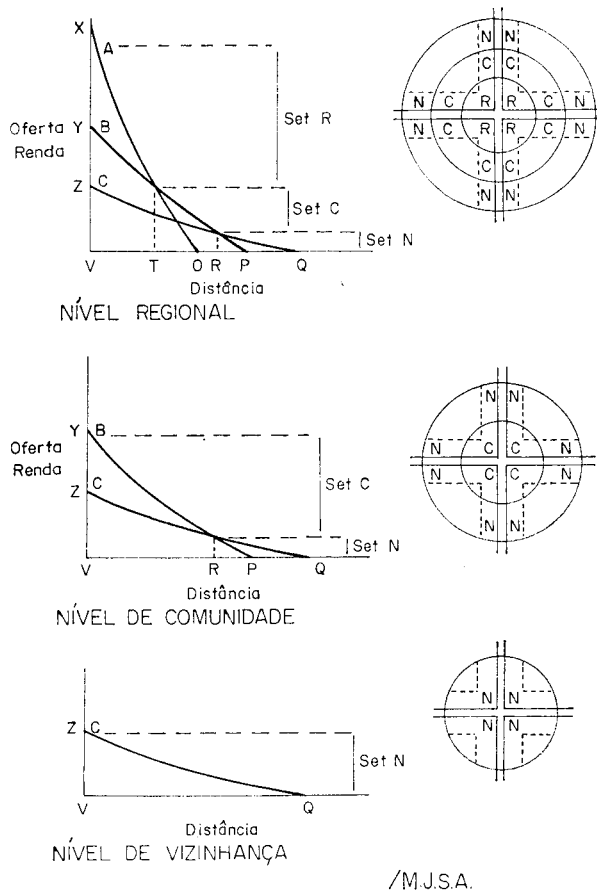 X
A
Set R
Oferta Y B
Renda
Z C
Set C
Set N
V T O R P Q
Distância
NÍVEL REGIONAL
N N
C C
N C R R C N
N C R R C N
C C
N N
Y B
Oferta
Renda
Z C
Set C
Set N
V R P Q
Distância
NÍVEL DE COMUNIDADE
N N
N C C N
N C C N
N N
Z C
Set N
V Q
Distância
NÍVEL DE VIZINHANÇA
N N
N N
/M.J.S.A.